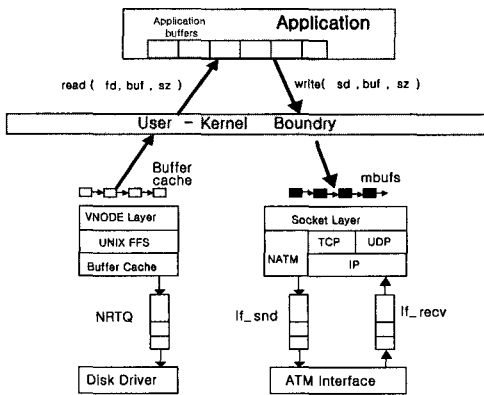 Application
Application
buffers
read ( fd, buf , sz )
write( sd , buf , sz )
User - Kernel Boundry
Buffer
cache
mbufs
VNODE Layer
UNIX FFS
Buffer Cache
Socket Layer
NATM
TCP
UDP
IP
NRTQ
If_snd
If_recv
Disk Driver
ATM Interface